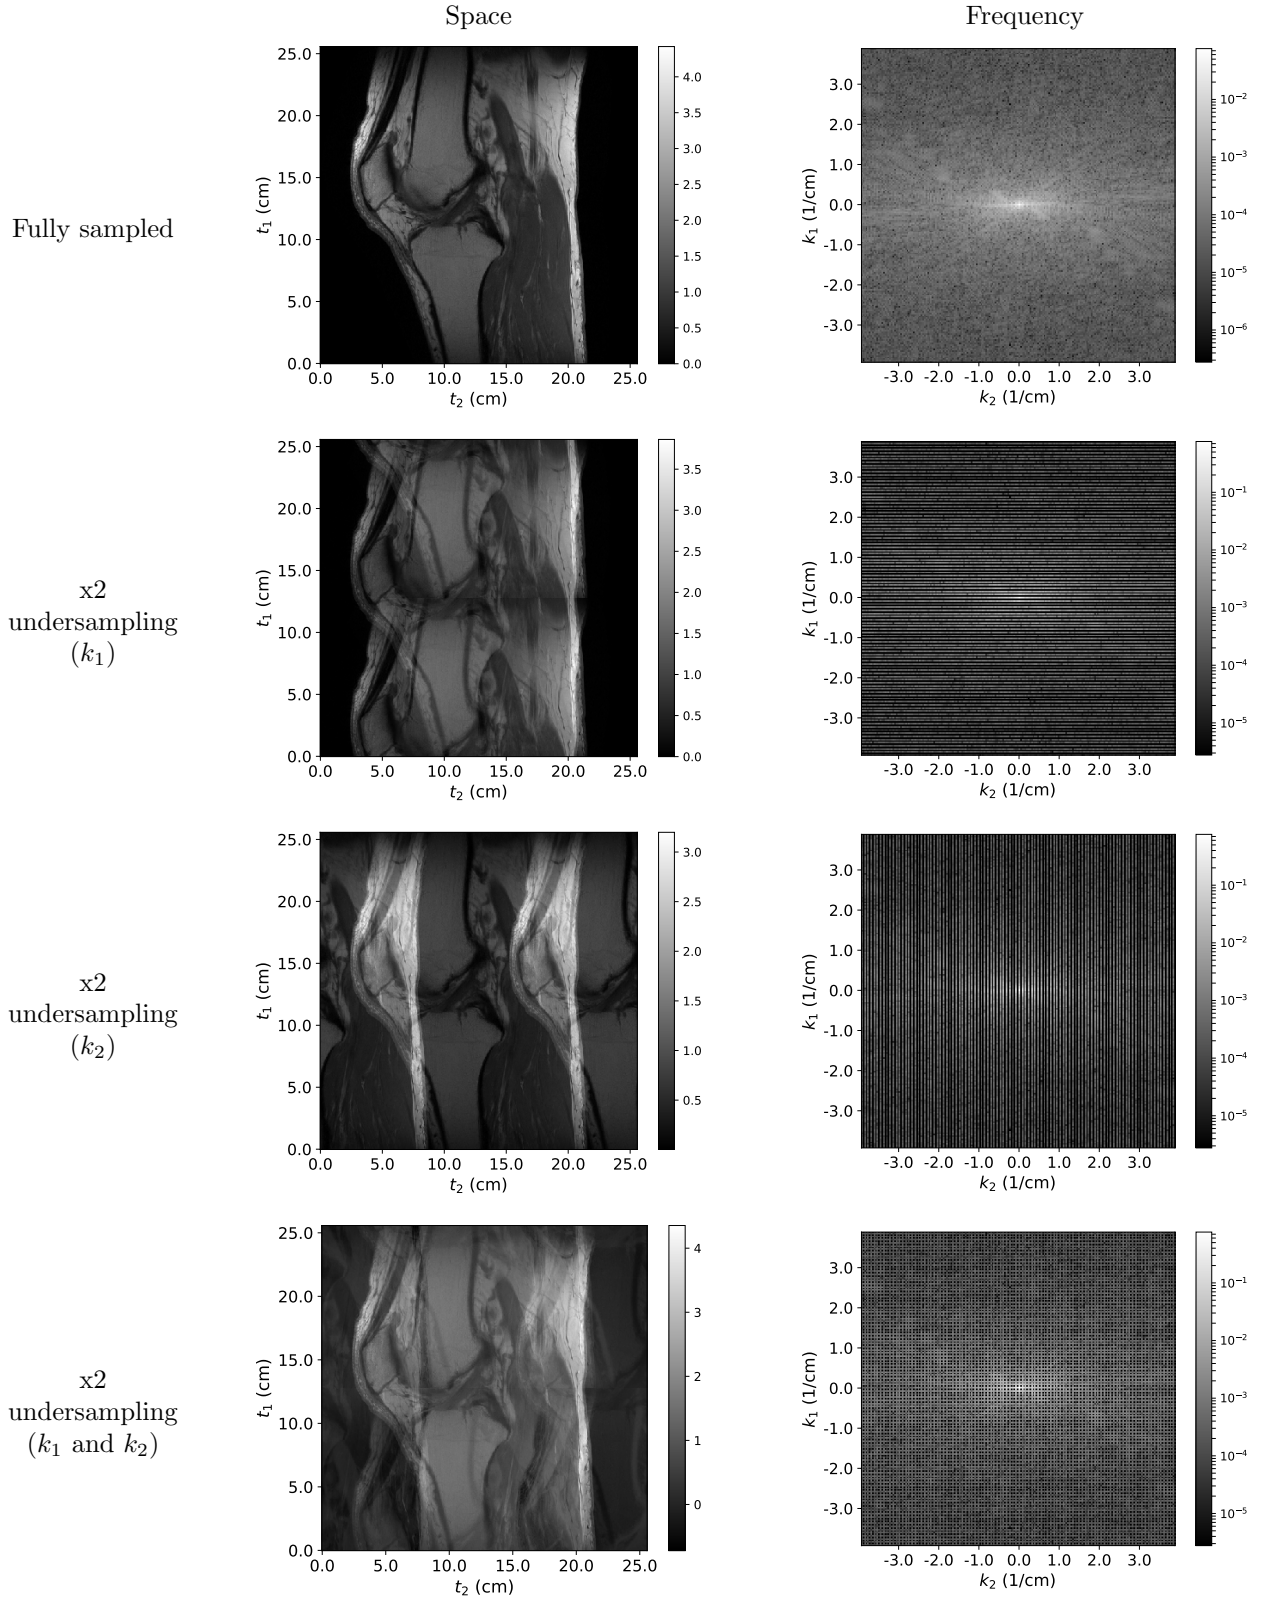 Space Frequency
Fully sampled
25.0
20.0
15.0
10.0
5.0
0.0
t₁ (cm)
0.0 5.0 10.0 15.0 20.0 25.0
t₂ (cm)
4.0
3.5
3.0
2.5
2.0
1.5
1.0
0.5
0.0
3.0
2.0
1.0
0.0
-1.0
-2.0
-3.0
k₁ (1/cm)
-3.0 -2.0 -1.0 0.0 1.0 2.0 3.0
k₂ (1/cm)
10⁻²
10⁻³
10⁻⁴
10⁻⁵
10⁻⁶
x2
undersampling
(k₁)
25.0
20.0
15.0
10.0
5.0
0.0
t₁ (cm)
0.0 5.0 10.0 15.0 20.0 25.0
t₂ (cm)
3.5
3.0
2.5
2.0
1.5
1.0
0.5
0.0
3.0
2.0
1.0
0.0
-1.0
-2.0
-3.0
k₁ (1/cm)
-3.0 -2.0 -1.0 0.0 1.0 2.0 3.0
k₂ (1/cm)
10⁻¹
10⁻²
10⁻³
10⁻⁴
10⁻⁵
x2
undersampling
(k₂)
25.0
20.0
15.0
10.0
5.0
0.0
t₁ (cm)
0.0 5.0 10.0 15.0 20.0 25.0
t₂ (cm)
3.0
2.5
2.0
1.5
1.0
0.5
3.0
2.0
1.0
0.0
-1.0
-2.0
-3.0
k₁ (1/cm)
-3.0 -2.0 -1.0 0.0 1.0 2.0 3.0
k₂ (1/cm)
10⁻¹
10⁻²
10⁻³
10⁻⁴
10⁻⁵
x2
undersampling
(k₁ and k₂)
25.0
20.0
15.0
10.0
5.0
0.0
t₁ (cm)
0.0 5.0 10.0 15.0 20.0 25.0
t₂ (cm)
4
3
2
1
0
3.0
2.0
1.0
0.0
-1.0
-2.0
-3.0
k₁ (1/cm)
-3.0 -2.0 -1.0 0.0 1.0 2.0 3.0
k₂ (1/cm)
10⁻¹
10⁻²
10⁻³
10⁻⁴
10⁻⁵